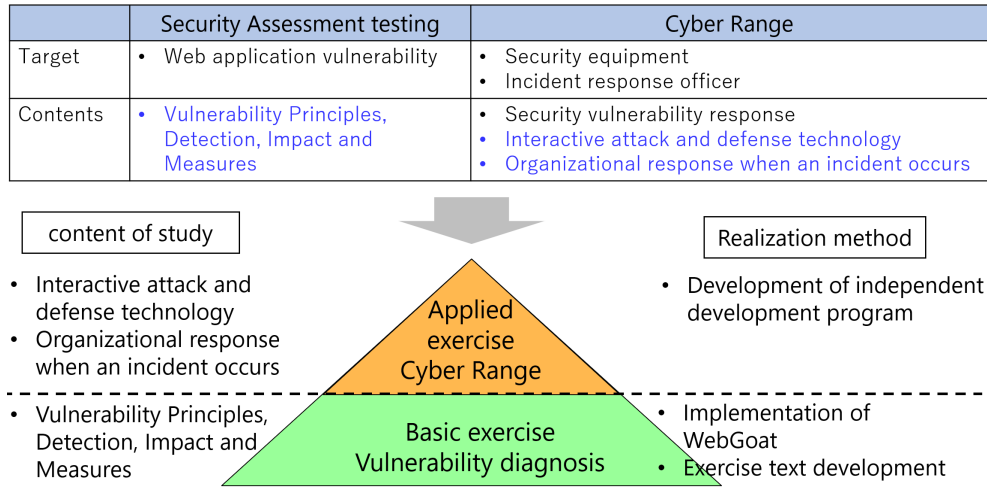 Security Assessment testing
Cyber Range
Target
• Web application vulnerability
• Security equipment
• Incident response officer
Contents
• Vulnerability Principles,
Detection, Impact and
Measures
• Security vulnerability response
• Interactive attack and defense technology
• Organizational response when an incident occurs
content of study
Realization method
• Interactive attack and
defense technology
• Organizational response
when an incident occurs
Applied
exercise
Cyber Range
• Development of independent
development program
• Vulnerability Principles,
Detection, Impact and
Measures
Basic exercise
Vulnerability diagnosis
• Implementation of
WebGoat
• Exercise text development